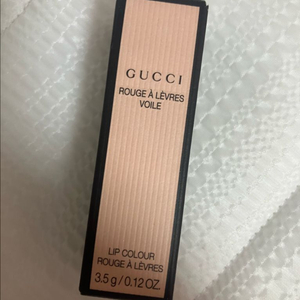 GUCCI
ROUGE À LÈVRES
VOILE
LIP COLOUR
ROUGE À LÈVRES
3.5 g / 0.12 OZ.